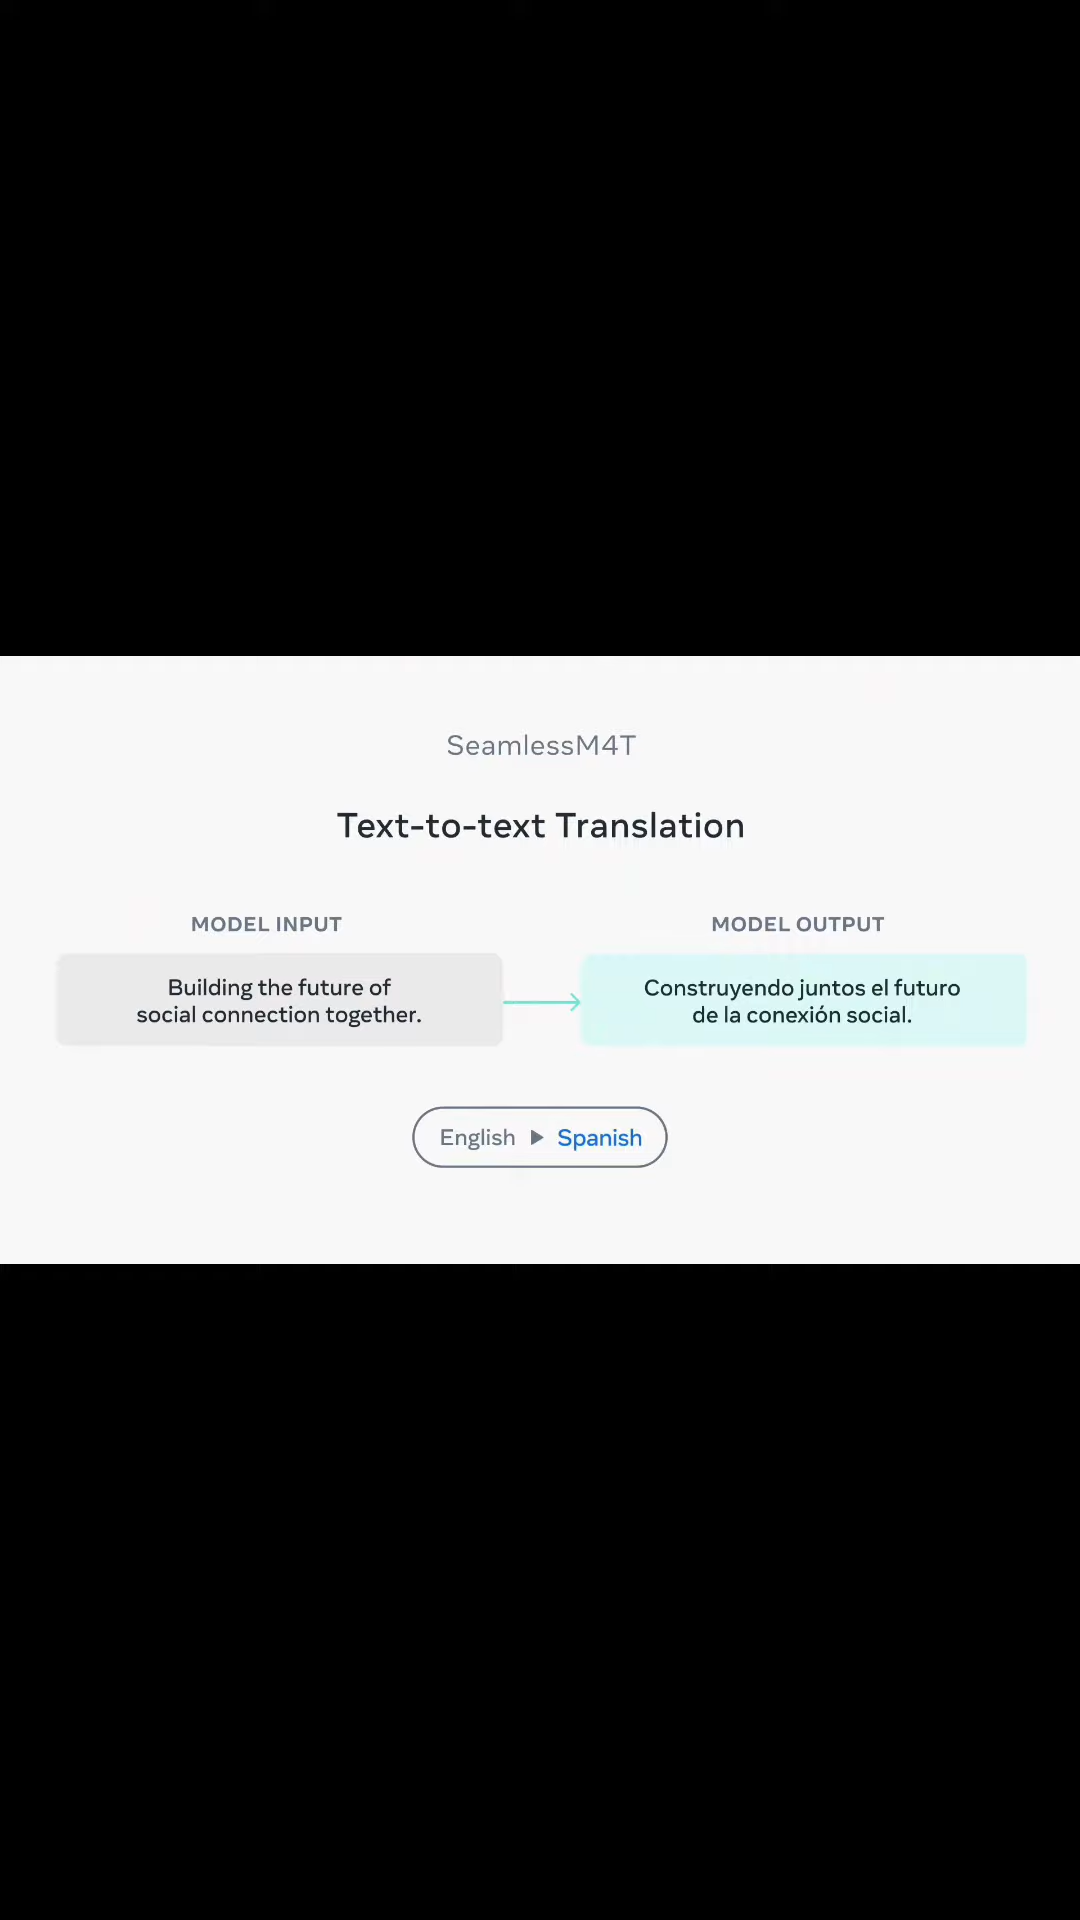 SeamlessM4T
Text-to-text Translation
MODEL INPUT
Building the future of
social connection together.
MODEL OUTPUT
Construyendo juntos el futuro
de la conexión social.
English ▶ Spanish